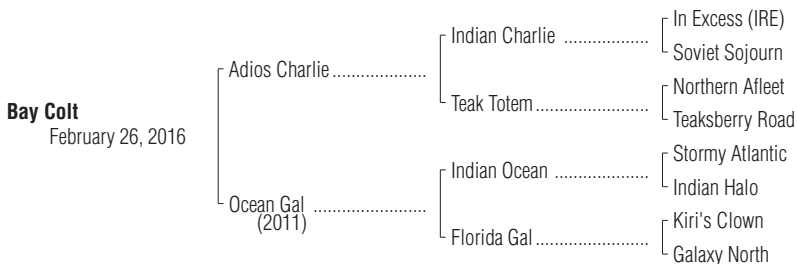 Bay Colt
February 26, 2016
Adios Charlie
Ocean Gal
(2011)
Indian Charlie
Teak Totem
Indian Ocean
Florida Gal
In Excess (IRE)
Soviet Sojourn
Northern Afleet
Teaksberry Road
Stormy Atlantic
Indian Halo
Kiri's Clown
Galaxy North